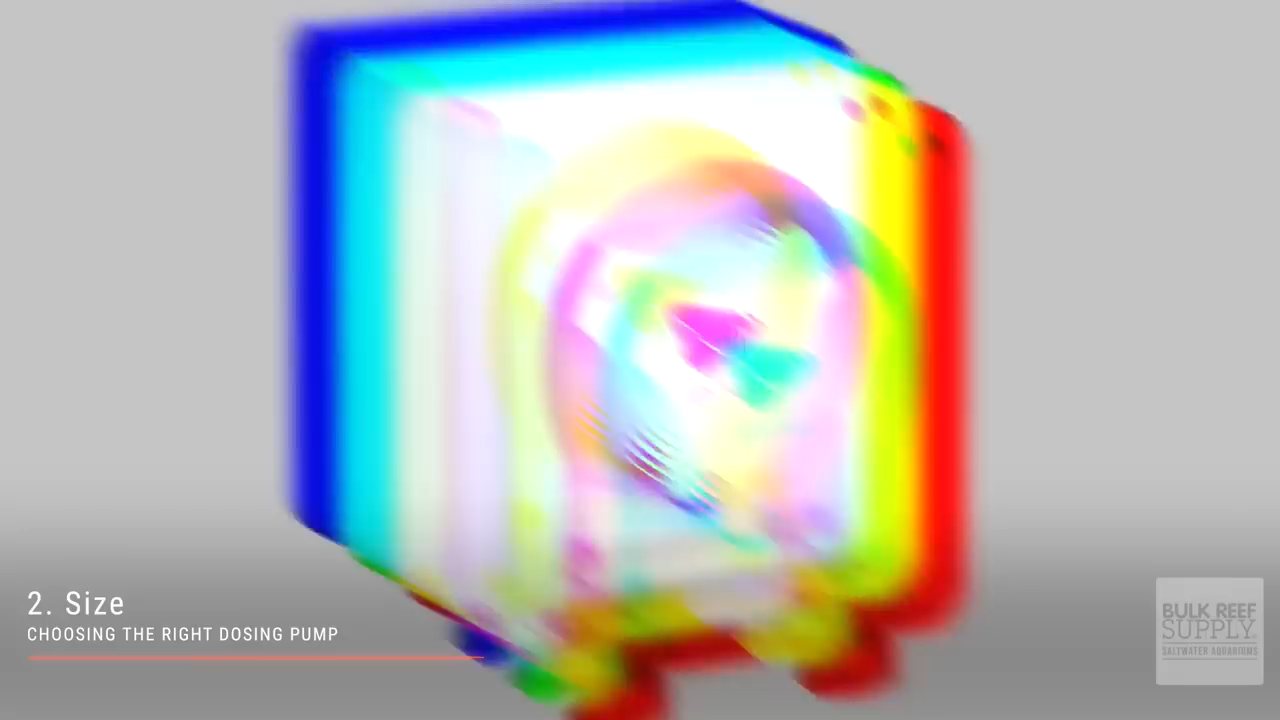 2. Size
CHOOSING THE RIGHT DOSING PUMP
BULK REEF
SUPPLY
SALTWATER AQUARIUMS